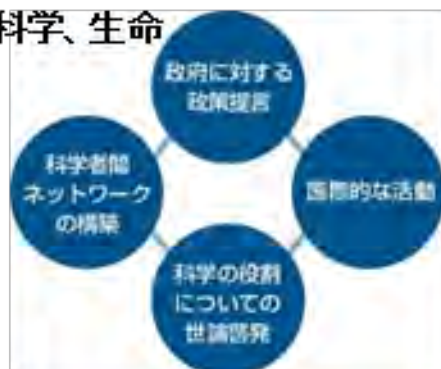 科学、生命
政府に対する
政策提言
科学者間
ネットワーク
の構築
国際的な活動
科学の役割
についての
世論啓発